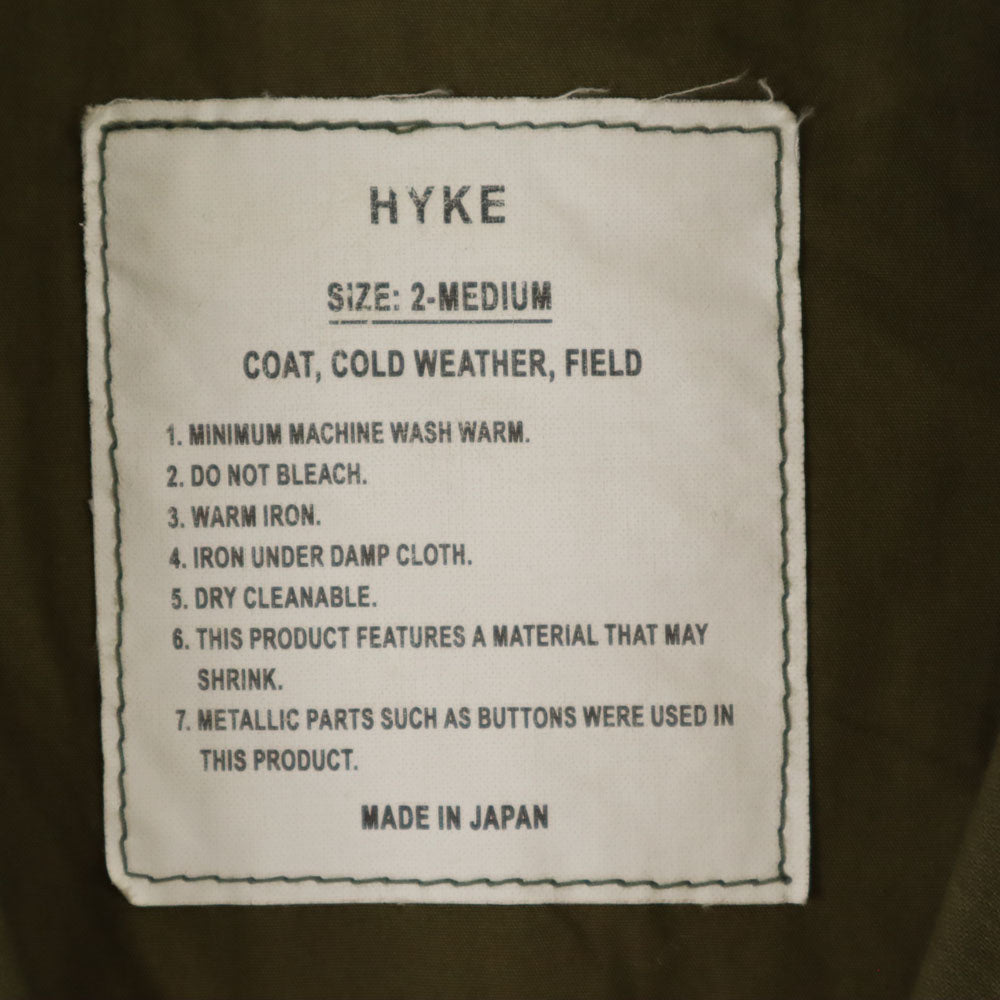 HYKE
SIZE: 2-MEDIUM
COAT, COLD WEATHER, FIELD
1. MINIMUM MACHINE WASH WARM.
2. DO NOT BLEACH.
3. WARM IRON.
4. IRON UNDER DAMP CLOTH.
5. DRY CLEANABLE.
6. THIS PRODUCT FEATURES A MATERIAL THAT MAY
SHRINK.
7. METALLIC PARTS SUCH AS BUTTONS WERE USED IN
THIS PRODUCT.
MADE IN JAPAN